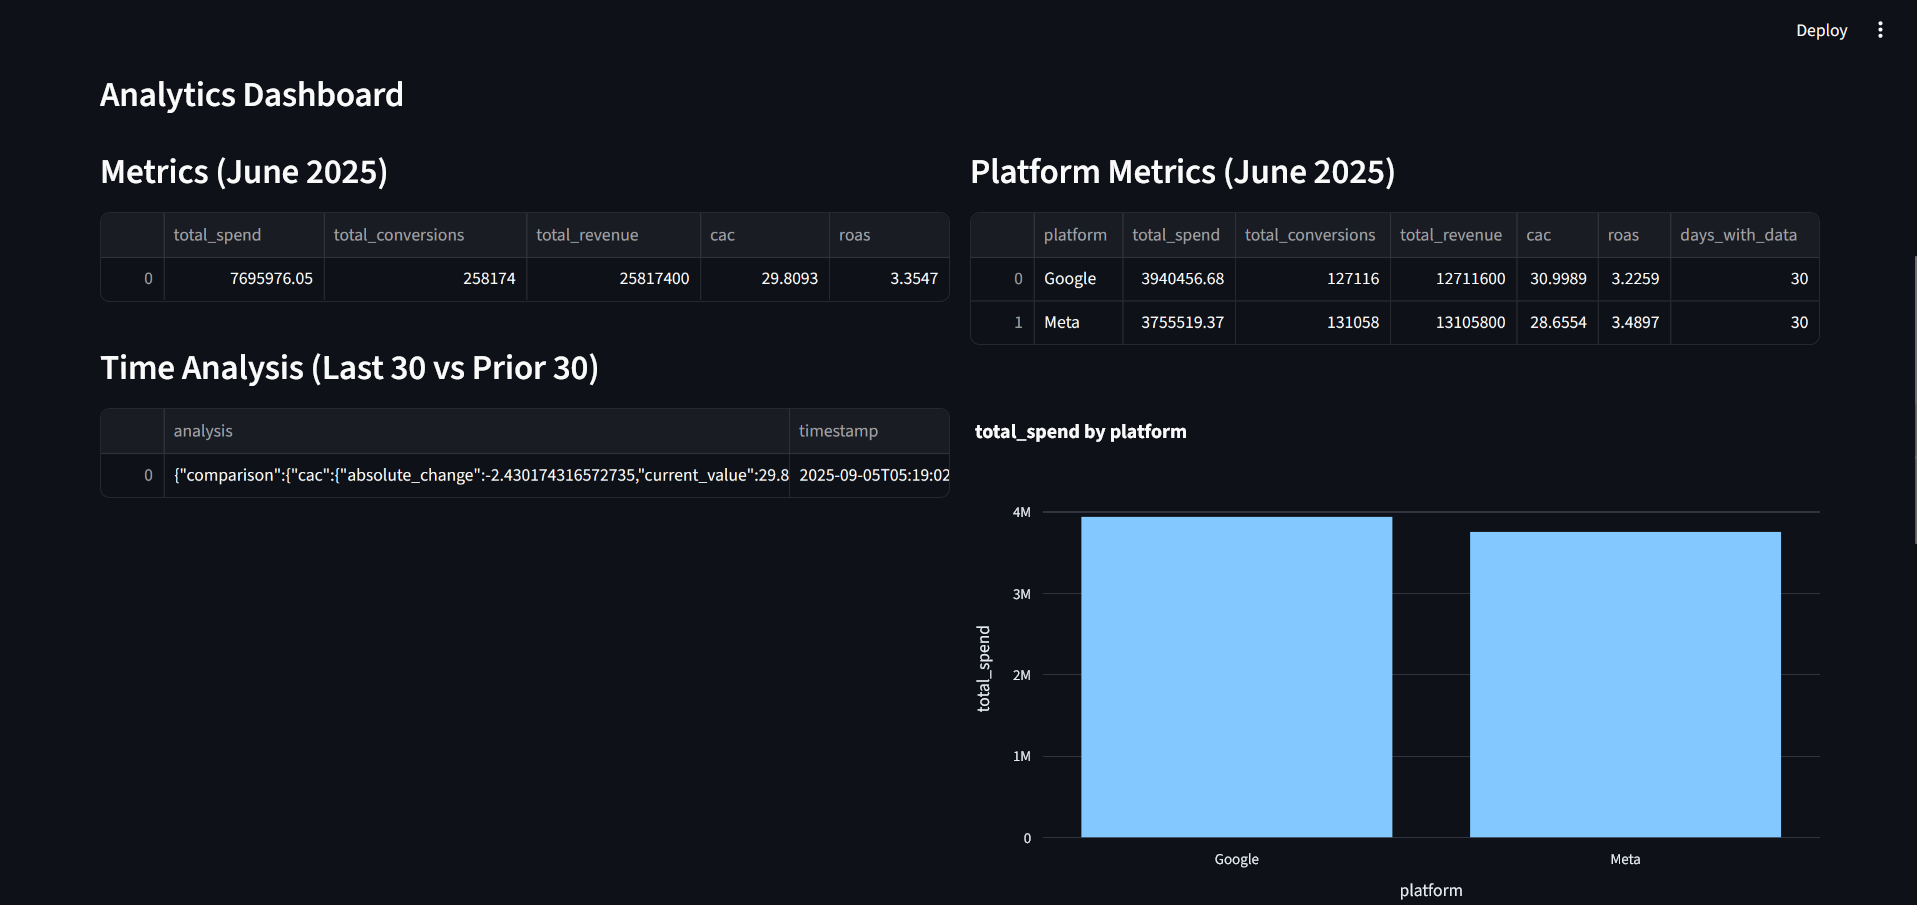 Deploy
Analytics Dashboard
Metrics (June 2025)
total_spend total_conversions total_revenue cac roas
0 7695976.05 258174 25817400 29.8093 3.3547
Time Analysis (Last 30 vs Prior 30)
analysis timestamp
0 {"comparison":{"cac":{"absolute_change":-2.430174316572735,"current_value":29.8 2025-09-05T05:19:02
Platform Metrics (June 2025)
platform total_spend total_conversions total_revenue cac roas days_with_data
0 Google 3940456.68 127116 12711600 30.9989 3.2259 30
1 Meta 3755519.37 131058 13105800 28.6554 3.4897 30
total_spend by platform
4M
3M
2M
1M
0
total_spend
Google Meta
platform